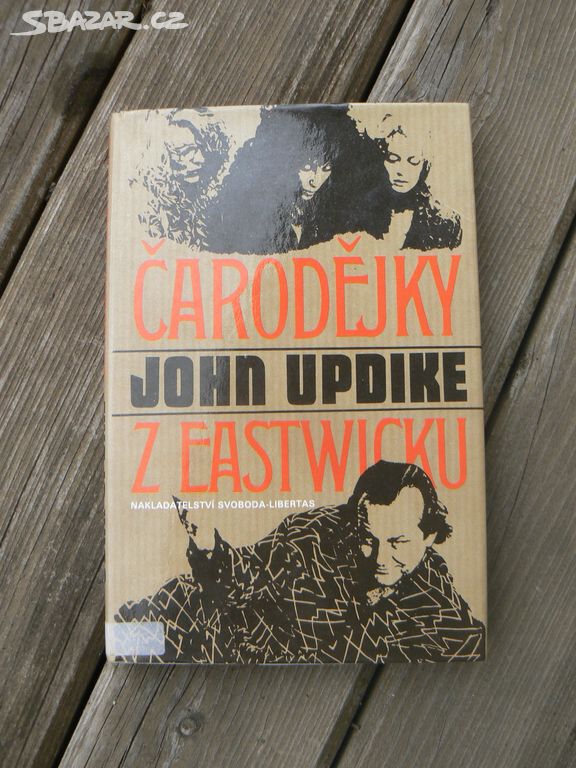 SBAZAR.CZ
ČARODĚJKY
JOHN UPDIKE
Z EASTWICKU
NAKLADATELSTVÍ SVOBODA-LIBERTAS